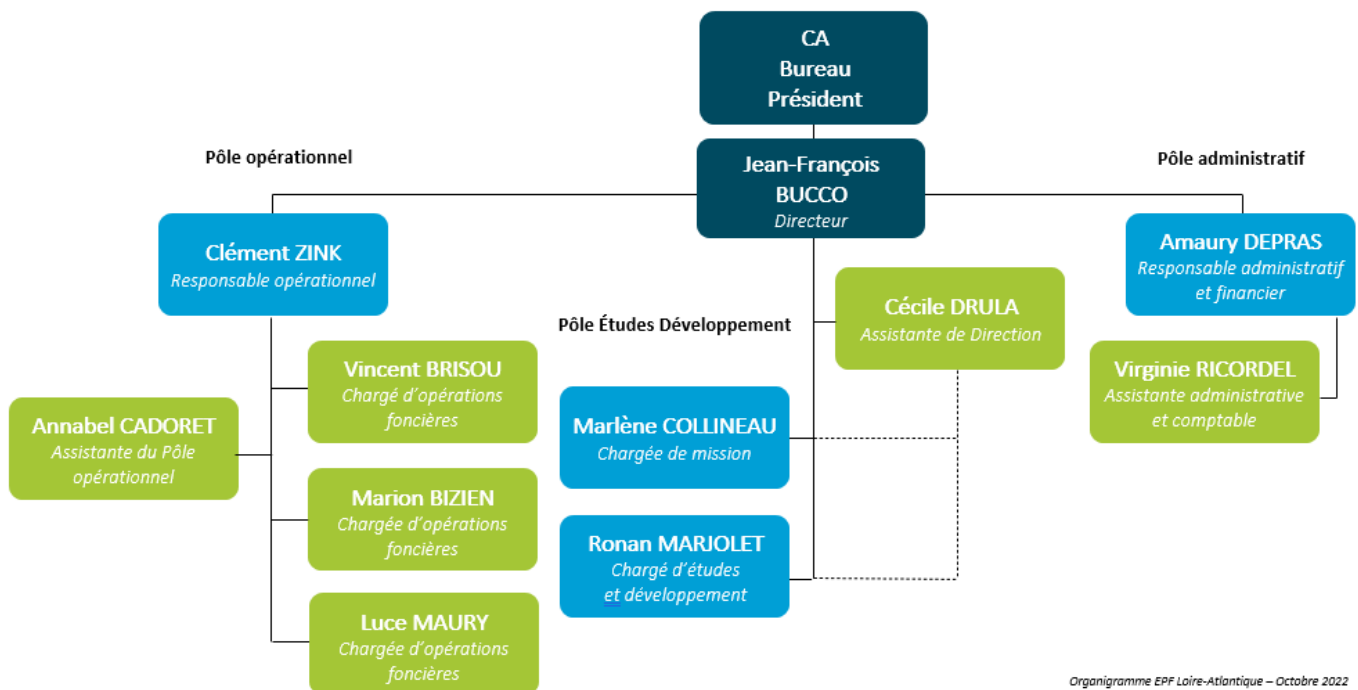 CA
Bureau
Président
Pôle opérationnel
Jean-François
BUCCO
Directeur
Pôle administratif
Clément ZINK
Responsable opérationnel
Amaury DEPRAS
Responsable administratif
et financier
Pôle Études Développement
Cécile DRULA
Assistante de Direction
Vincent BRISOU
Chargé d'opérations
foncières
Virginie RICORDEL
Assistante administrative
et comptable
Annabel CADORET
Assistante du Pôle
opérationnel
Marlène COLLINEAU
Chargée de mission
Marion BIZIEN
Chargée d'opérations
foncières
Ronan MARJOLET
Chargé d'études
et développement
Luce MAURY
Chargée d'opérations
foncières
Organigramme EPF Loire-Atlantique – Octobre 2022